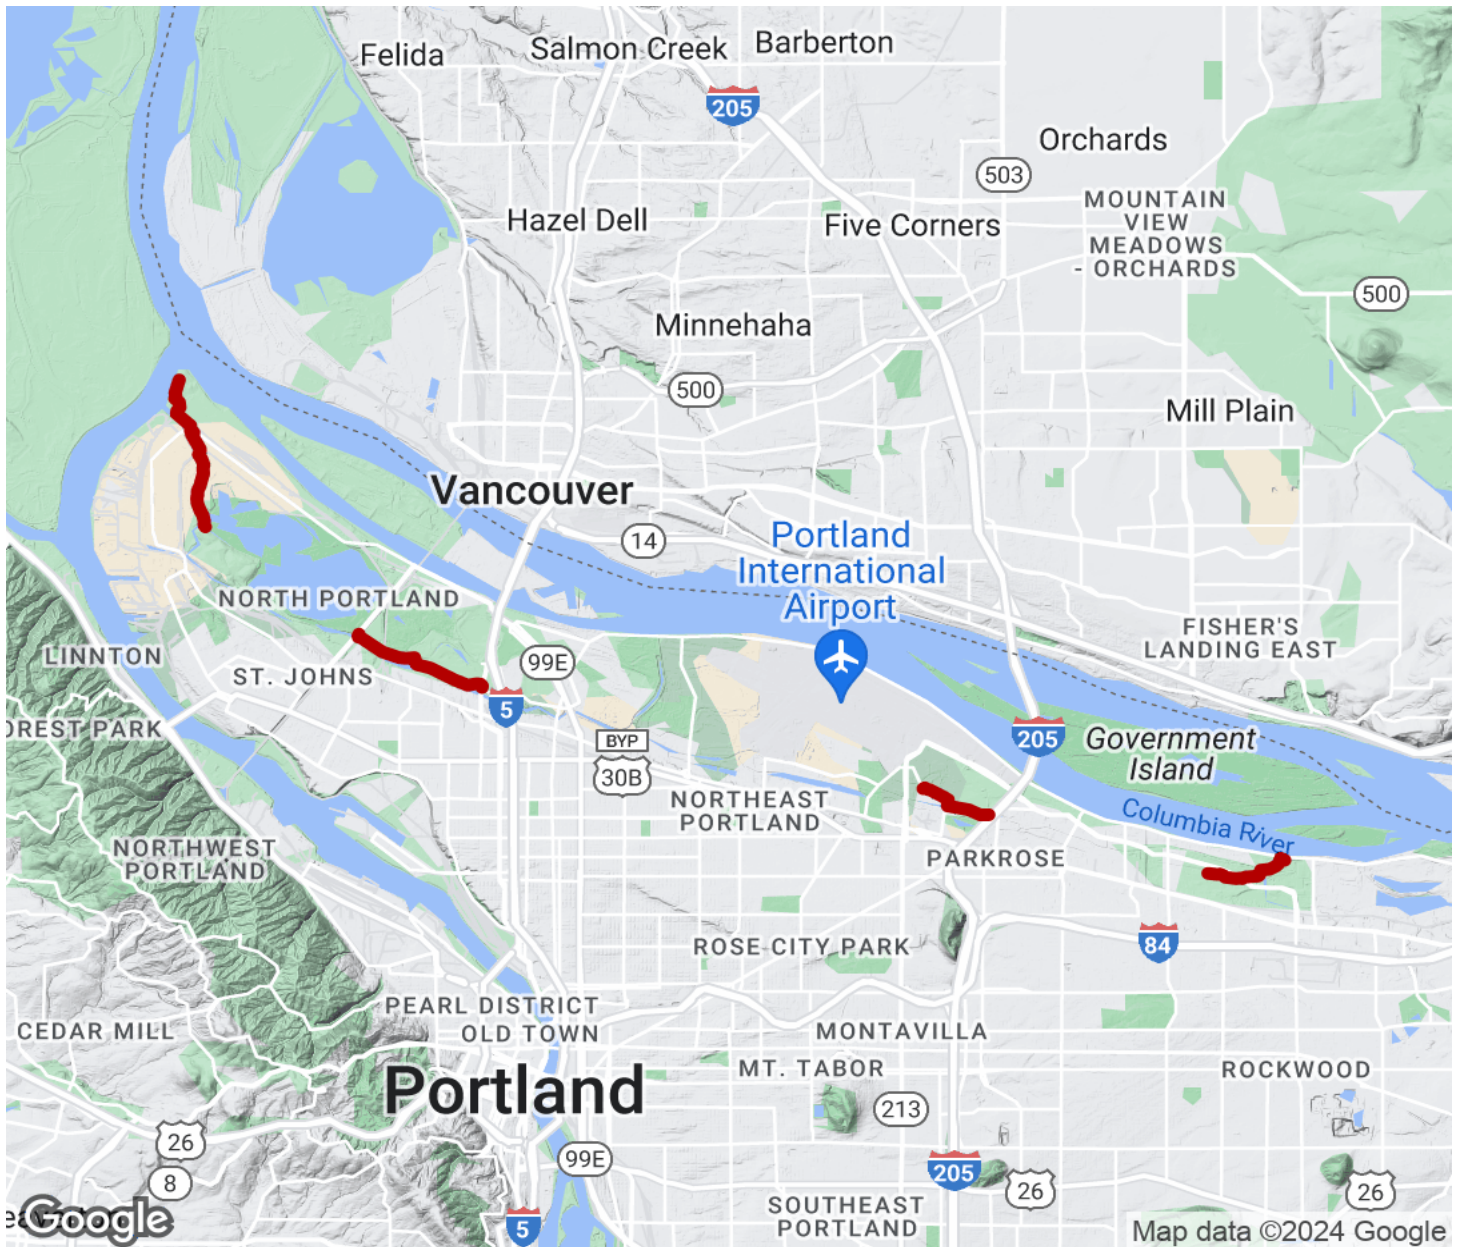 Felida
Salmon Creek
Barberton
205
Orchards
503
MOUNTAIN
VIEW
MEADOWS
- ORCHARDS
Hazel Dell
Five Corners
500
Minnehaha
500
Mill Plain
Vancouver
14
Portland
International
Airport
NORTH PORTLAND
FISHER'S
LANDING EAST
LINNTON
ST. JOHNS
99E
5
OREST PARK
BYP
30B
205
Government
Island
NORTHEAST
PORTLAND
Columbia River
NORTHWEST
PORTLAND
PARKROSE
ROSE CITY PARK
84
PEARL DISTRICT
OLD TOWN
CEDAR MILL
MONTAVILLA
MT. TABOR
ROCKWOOD
Portland
213
26
99E
8
205
26
26
SOUTHEAST
PORTLAND
5
Google
Map data ©2024 Google